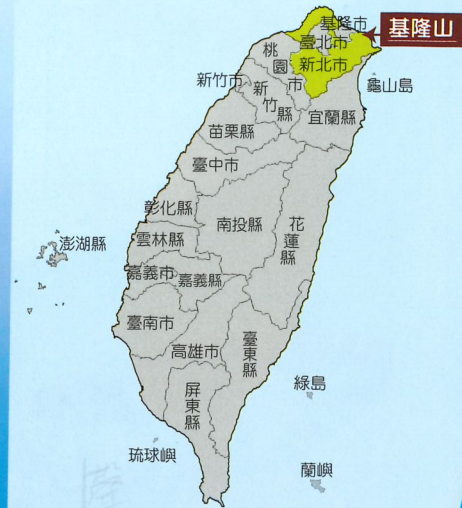 基隆市
基隆山
臺北市
桃園市
新北市
新竹市
新竹縣
龜山島
宜蘭縣
苗栗縣
臺中市
彰化縣
南投縣
花蓮縣
澎湖縣
雲林縣
嘉義市
嘉義縣
臺南市
高雄市
臺東縣
綠島
屏東縣
琉球嶼
蘭嶼